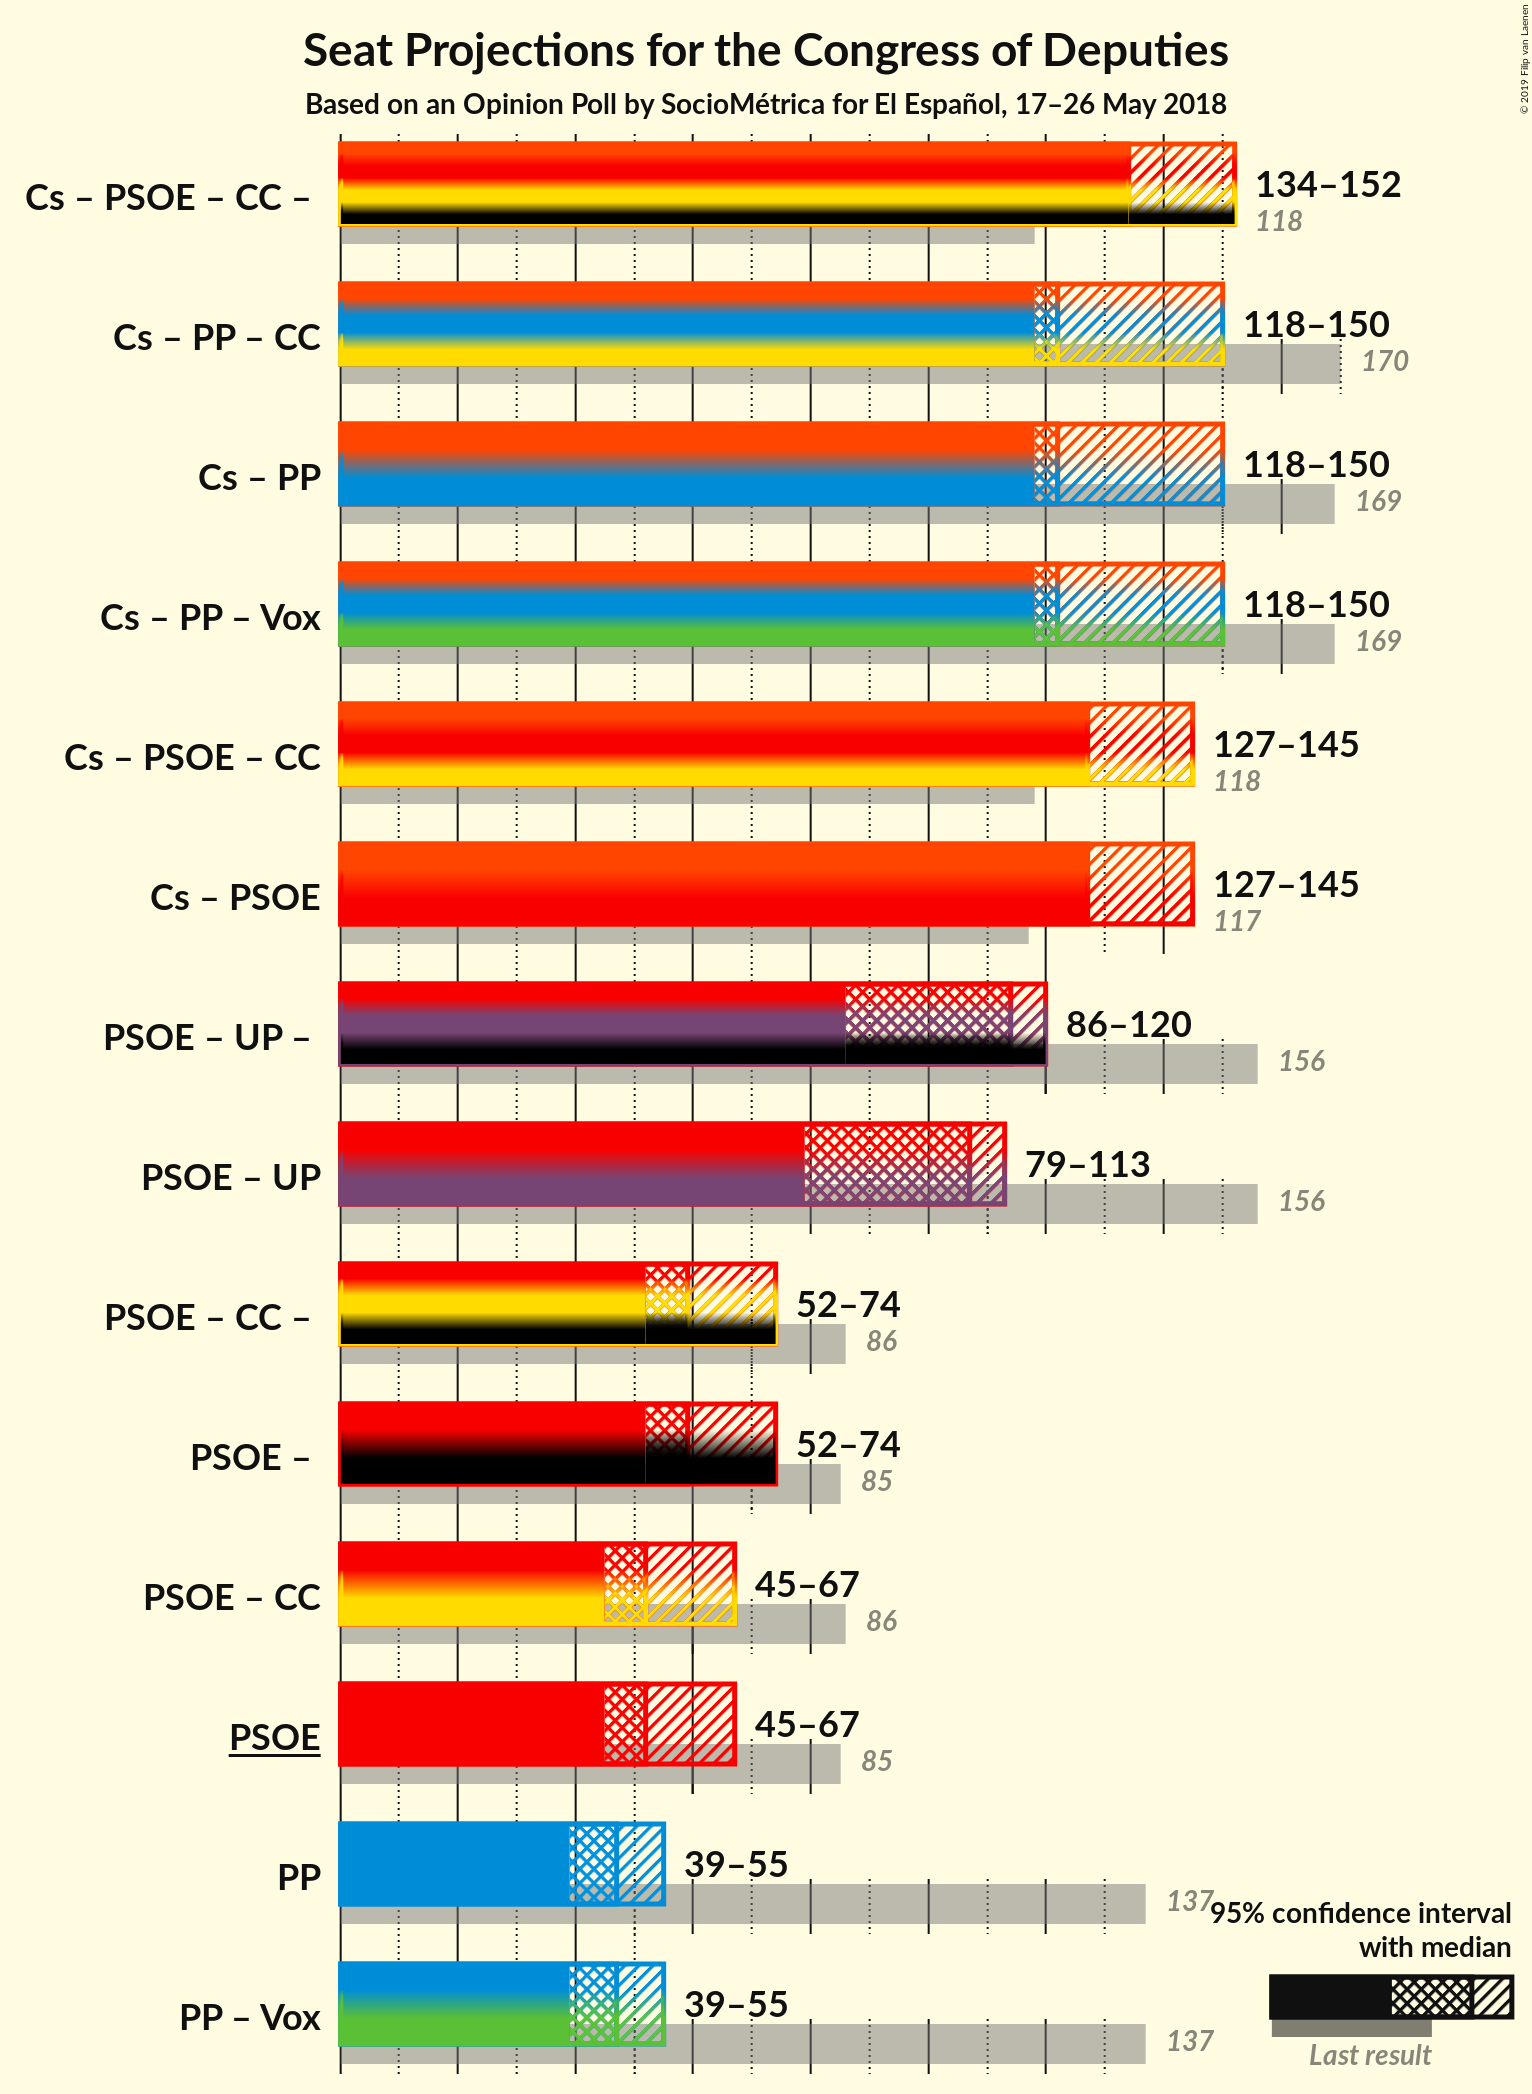 Seat Projections for the Congress of Deputies
Based on an Opinion Poll by SocioMétrica for El Español, 17–26 May 2018
© 2019 Filip van Laenen
Cs – PSOE – CC –
134–152
118
Cs – PP – CC
118–150
170
Cs – PP
118–150
169
Cs – PP – Vox
118–150
169
Cs – PSOE – CC
127–145
118
Cs – PSOE
127–145
117
PSOE – UP –
86–120
156
PSOE – UP
79–113
156
PSOE – CC –
52–74
86
PSOE –
52–74
85
PSOE – CC
45–67
86
PSOE
45–67
85
PP
39–55
137
PP – Vox
39–55
137
95% confidence interval
with median
Last result